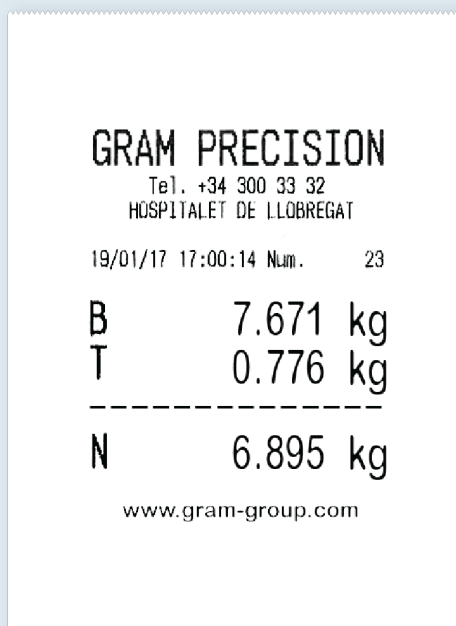 GRAM PRECISION
Tel. +34 300 33 32
HOSPITALET DE LLOBREGAT
19/01/17 17:00:14 Num. 23
B 7.671 kg
T 0.776 kg
--------------
N 6.895 kg
www.gram-group.com